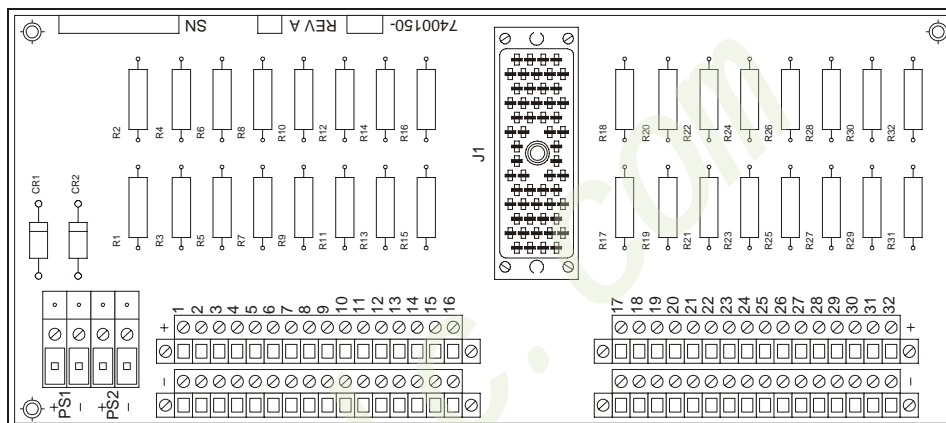 SN
REV A
7400150-
R2 R4 R6 R8 R10 R12 R14 R16
R18 R20 R22 R24 R26 R28 R30 R32
J1
CR1 CR2
R1 R3 R5 R7 R9 R11 R13 R15
R17 R19 R21 R23 R25 R27 R29 R31
1 2 3 4 5 6 7 8 9 10 11 12 13 14 15 16
17 18 19 20 21 22 23 24 25 26 27 28 29 30 31 32
+ +
- -
+ - + -
PS1 PS2
.com